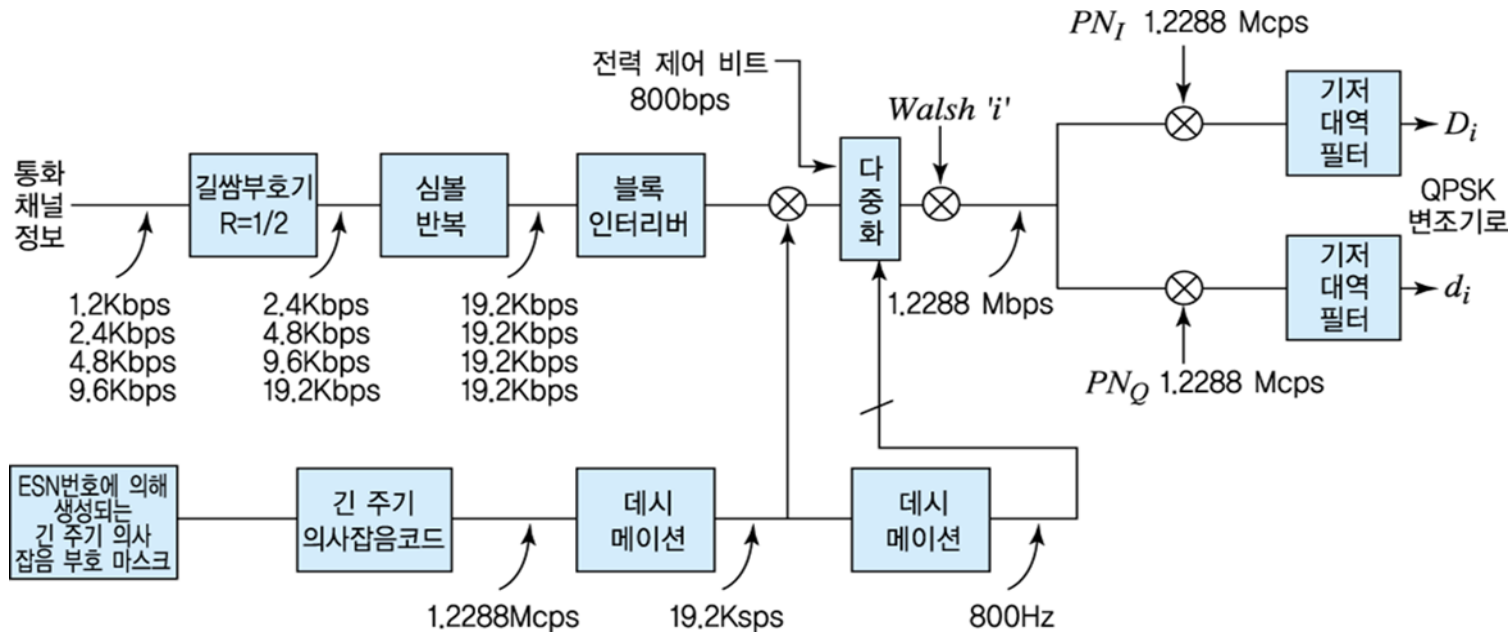 PN_I 1.2288 Mcps
전력 제어 비트
800bps
Walsh 'i'
기저
대역
필터
D_i
통화
채널
정보
길쌈부호기
R=1/2
심볼
반복
블록
인터리버
다
중
화
QPSK
변조기로
1.2Kbps
2.4Kbps
4.8Kbps
9.6Kbps
2.4Kbps
4.8Kbps
9.6Kbps
19.2Kbps
19.2Kbps
19.2Kbps
19.2Kbps
19.2Kbps
1.2288 Mbps
기저
대역
필터
d_i
PN_Q 1.2288 Mcps
ESN번호에 의해
생성되는
긴 주기 의사
잡음 부호 마스크
긴 주기
의사잡음코드
데시
메이션
데시
메이션
1.2288Mcps
19.2Ksps
800Hz